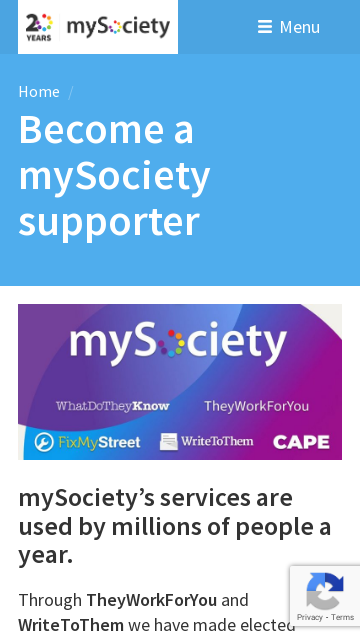 20 YEARS mySociety
Menu
Home /
Become a
mySociety
supporter
mySociety
WhatDoTheyKnow TheyWorkForYou
FixMyStreet WriteToThem CAPE
mySociety’s services are
used by millions of people a
year.
Through TheyWorkForYou and
WriteToThem we have made elected
Privacy - Terms